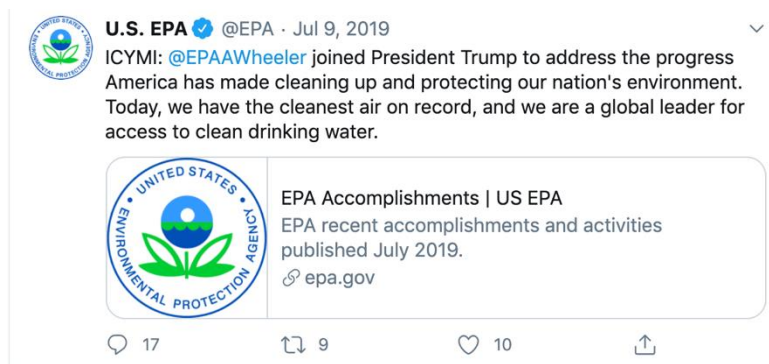 U.S. EPA @EPA · Jul 9, 2019
ICYMI: @EPAAWheeler joined President Trump to address the progress
America has made cleaning up and protecting our nation's environment.
Today, we have the cleanest air on record, and we are a global leader for
access to clean drinking water.
UNITED STATES
ENVIRONMENTAL PROTECTION AGENCY
EPA Accomplishments | US EPA
EPA recent accomplishments and activities
published July 2019.
epa.gov
17 9 10